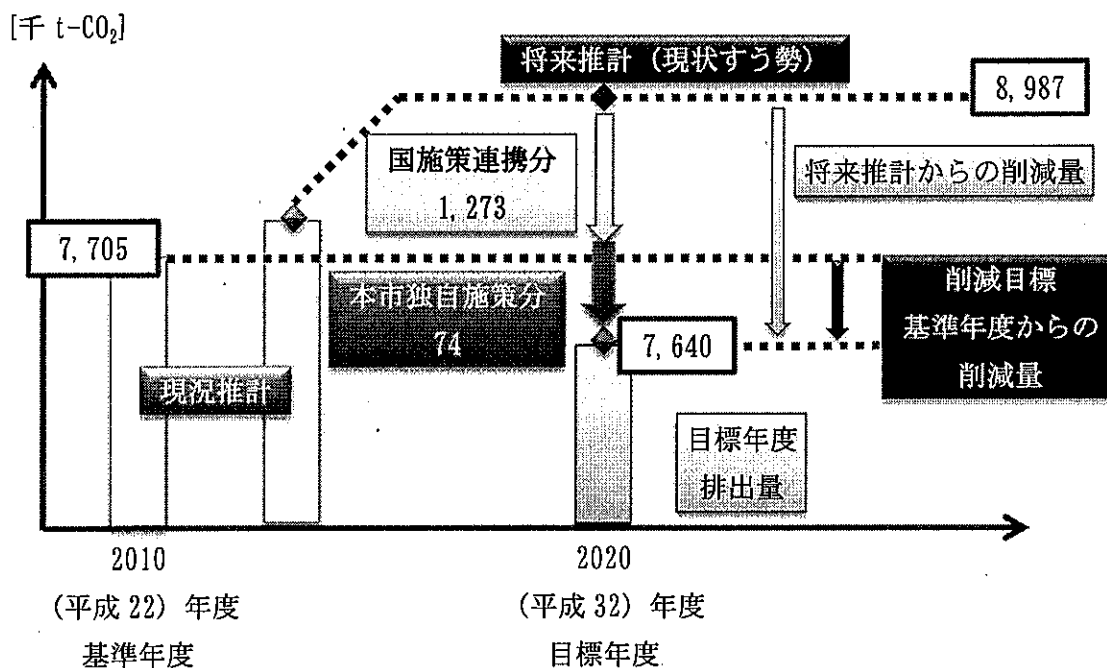 [千 t-CO₂]
将来推計（現状すう勢）
8,987
国施策連携分
1,273
将来推計からの削減量
7,705
本市独自施策分
74
削減目標
基準年度からの
削減量
7,640
現況推計
目標年度
排出量
2010
（平成 22）年度
基準年度
2020
（平成 32）年度
目標年度